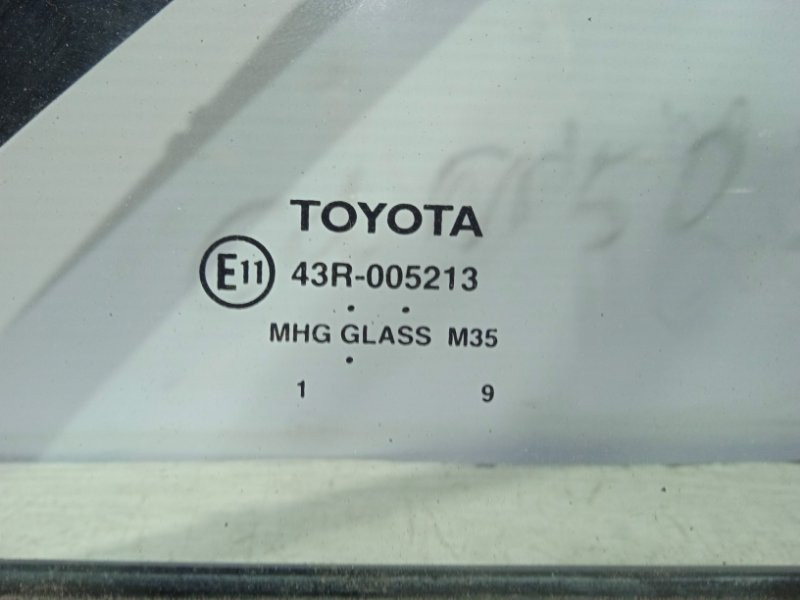 TOYOTA
E11 43R-005213
MHG GLASS M35
1 9